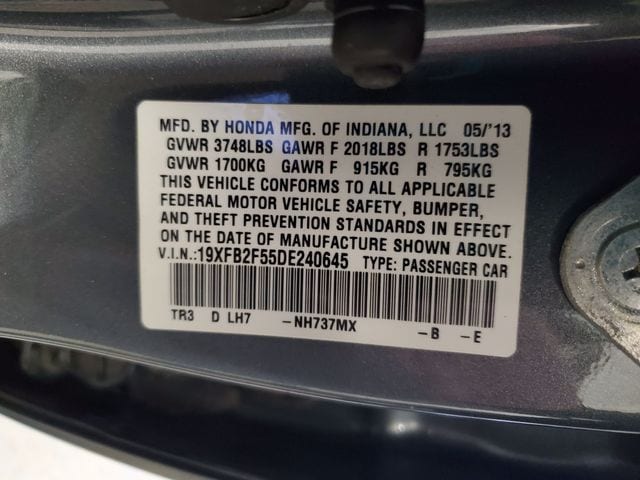 MFD. BY HONDA MFG. OF INDIANA, LLC 05/'13
GVWR 3748LBS GAWR F 2018LBS R 1753LBS
GVWR 1700KG GAWR F 915KG R 795KG
THIS VEHICLE CONFORMS TO ALL APPLICABLE
FEDERAL MOTOR VEHICLE SAFETY, BUMPER,
AND THEFT PREVENTION STANDARDS IN EFFECT
ON THE DATE OF MANUFACTURE SHOWN ABOVE.
V.I.N.:19XFB2F55DE240645 TYPE: PASSENGER CAR
TR3 D LH7 -NH737MX -B -E